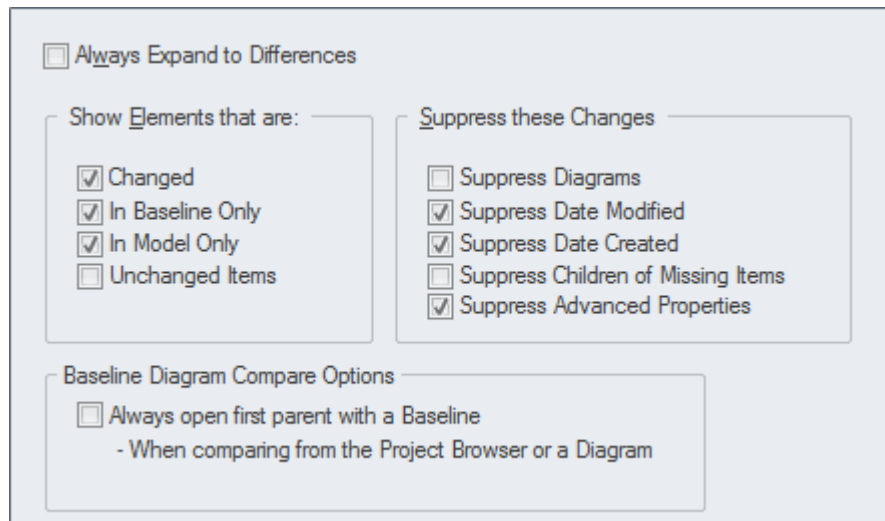 Always Expand to Differences
Show Elements that are:
Changed
In Baseline Only
In Model Only
Unchanged Items
Suppress these Changes
Suppress Diagrams
Suppress Date Modified
Suppress Date Created
Suppress Children of Missing Items
Suppress Advanced Properties
Baseline Diagram Compare Options
Always open first parent with a Baseline
- When comparing from the Project Browser or a Diagram